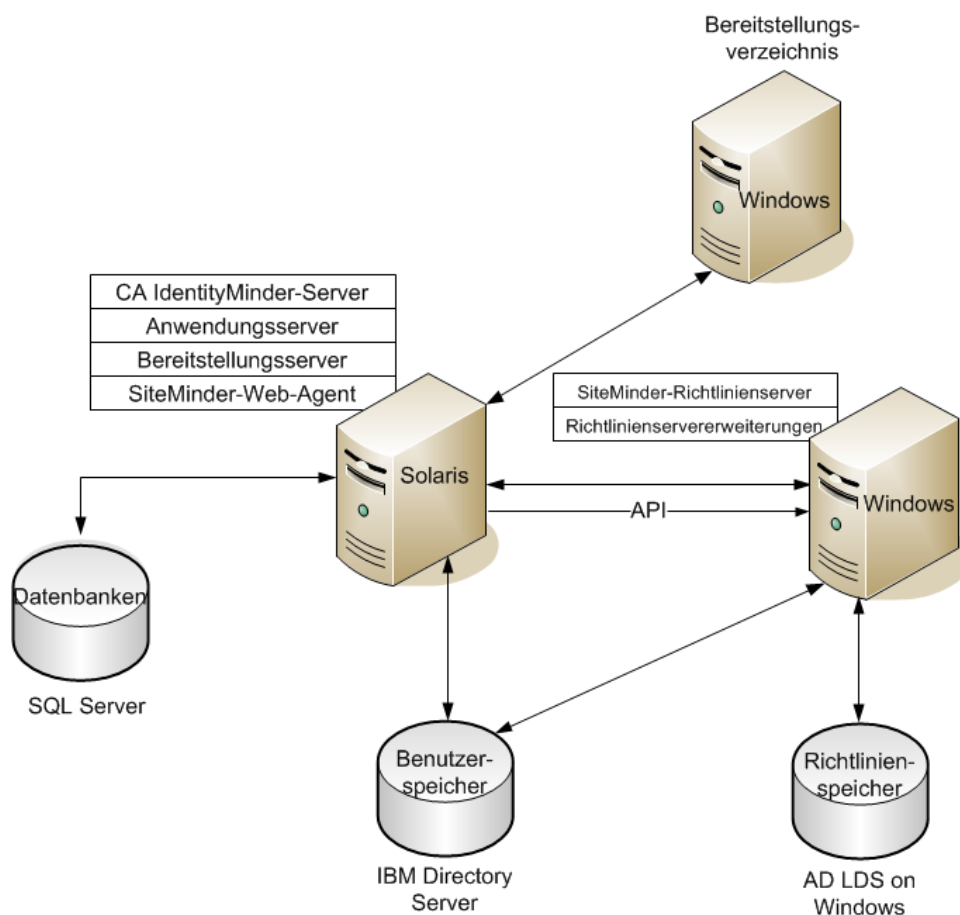 Bereitstellungs-
verzeichnis
Windows
CA IdentityMinder-Server
Anwendungsserver
Bereitstellungsserver
SiteMinder-Web-Agent
SiteMinder-Richtlinienserver
Richtlinienservererweiterungen
Solaris
Windows
API
Datenbanken
SQL Server
Benutzer-
speicher
IBM Directory
Server
Richtlinien-
speicher
AD LDS on
Windows